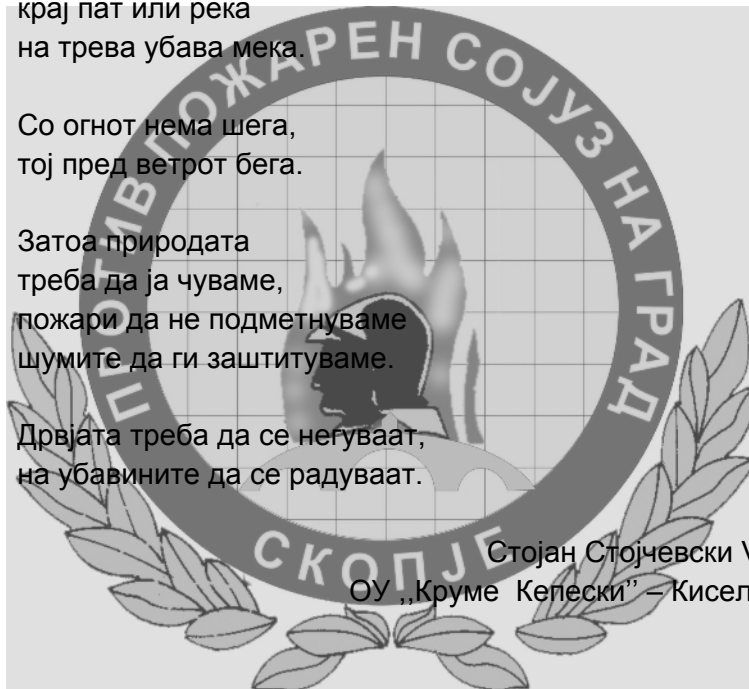 крај пат или река
на трева убава мека.
Со огнот нема шега,
тој пред ветрот бега.
Затоа природата
треба да ја чуваме,
пожари да не подметнуваме
шумите да ги заштитуваме.
Дрвјата треба да се негуваат,
на убавините да се радуваат.
Стојан Стојчевски V
ОУ ,,Круме Кепески’’ – Кисел
ПРОТИВПОЖАРЕН СОЈУЗ НА ГРАД
СКОПЈЕ